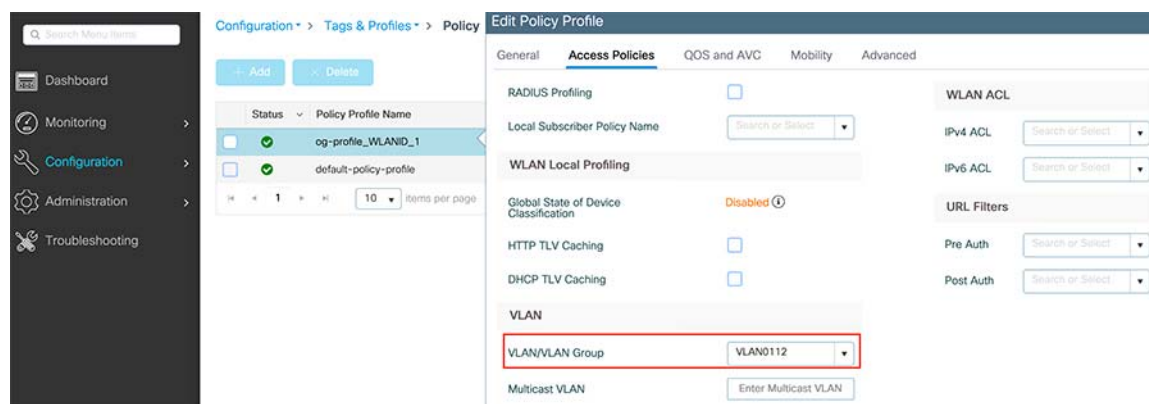 Search Menu Items
Dashboard
Monitoring
Configuration
Administration
Troubleshooting
Configuration > Tags & Profiles > Policy
+ Add
× Delete
Status Policy Profile Name
og-profile_WLANID_1
default-policy-profile
1 10 items per page
Edit Policy Profile
General Access Policies QOS and AVC Mobility Advanced
RADIUS Profiling
Local Subscriber Policy Name Search or Select
WLAN Local Profiling
Global State of Device
Classification
Disabled
HTTP TLV Caching
DHCP TLV Caching
VLAN
VLAN/VLAN Group VLAN0112
Multicast VLAN Enter Multicast VLAN
WLAN ACL
IPv4 ACL Search or Select
IPv6 ACL Search or Select
URL Filters
Pre Auth Search or Select
Post Auth Search or Select